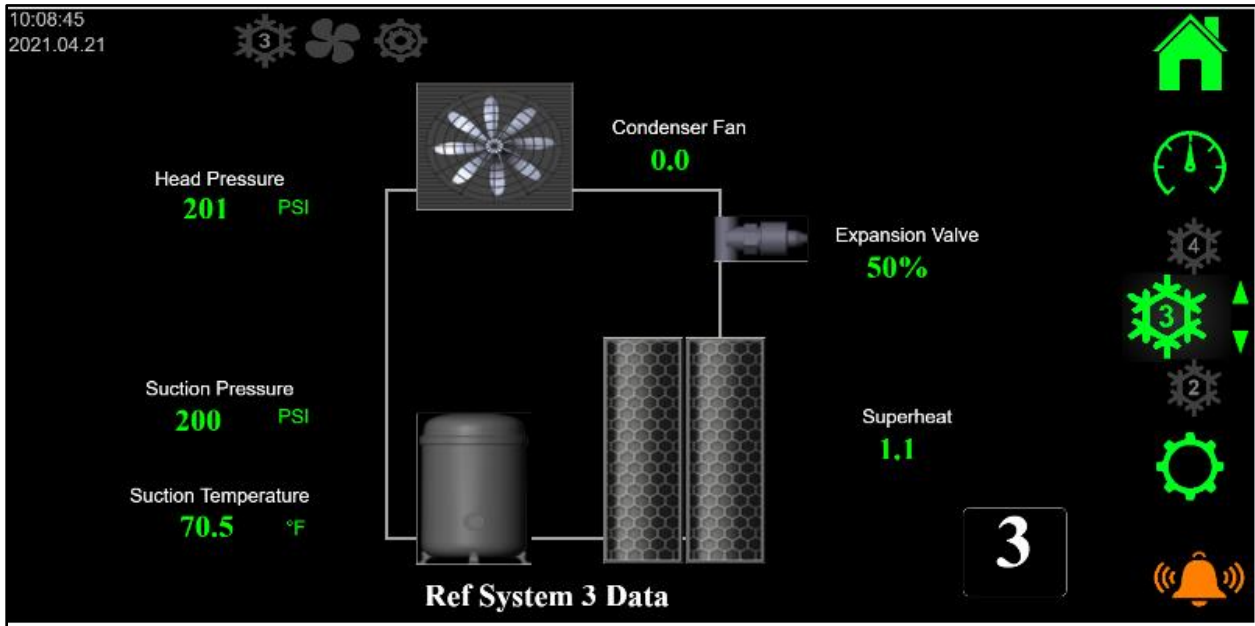 10:08:45
2021.04.21
3
Condenser Fan
0.0
Head Pressure
201 PSI
Expansion Valve
50%
4
3
2
Suction Pressure
200 PSI
Superheat
1.1
Suction Temperature
70.5 °F
3
Ref System 3 Data